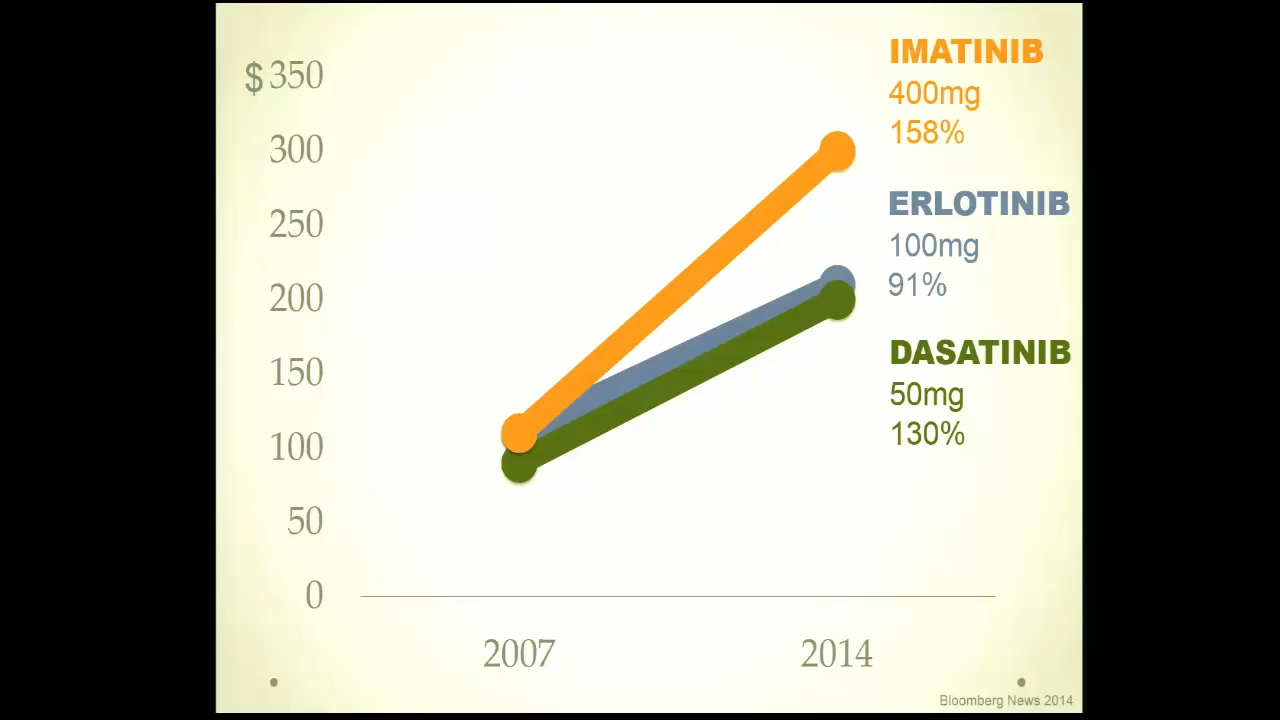 $ 350
300
250
200
150
100
50
0
2007 2014
IMATINIB
400mg
158%
ERLOTINIB
100mg
91%
DASATINIB
50mg
130%
Bloomberg News 2014